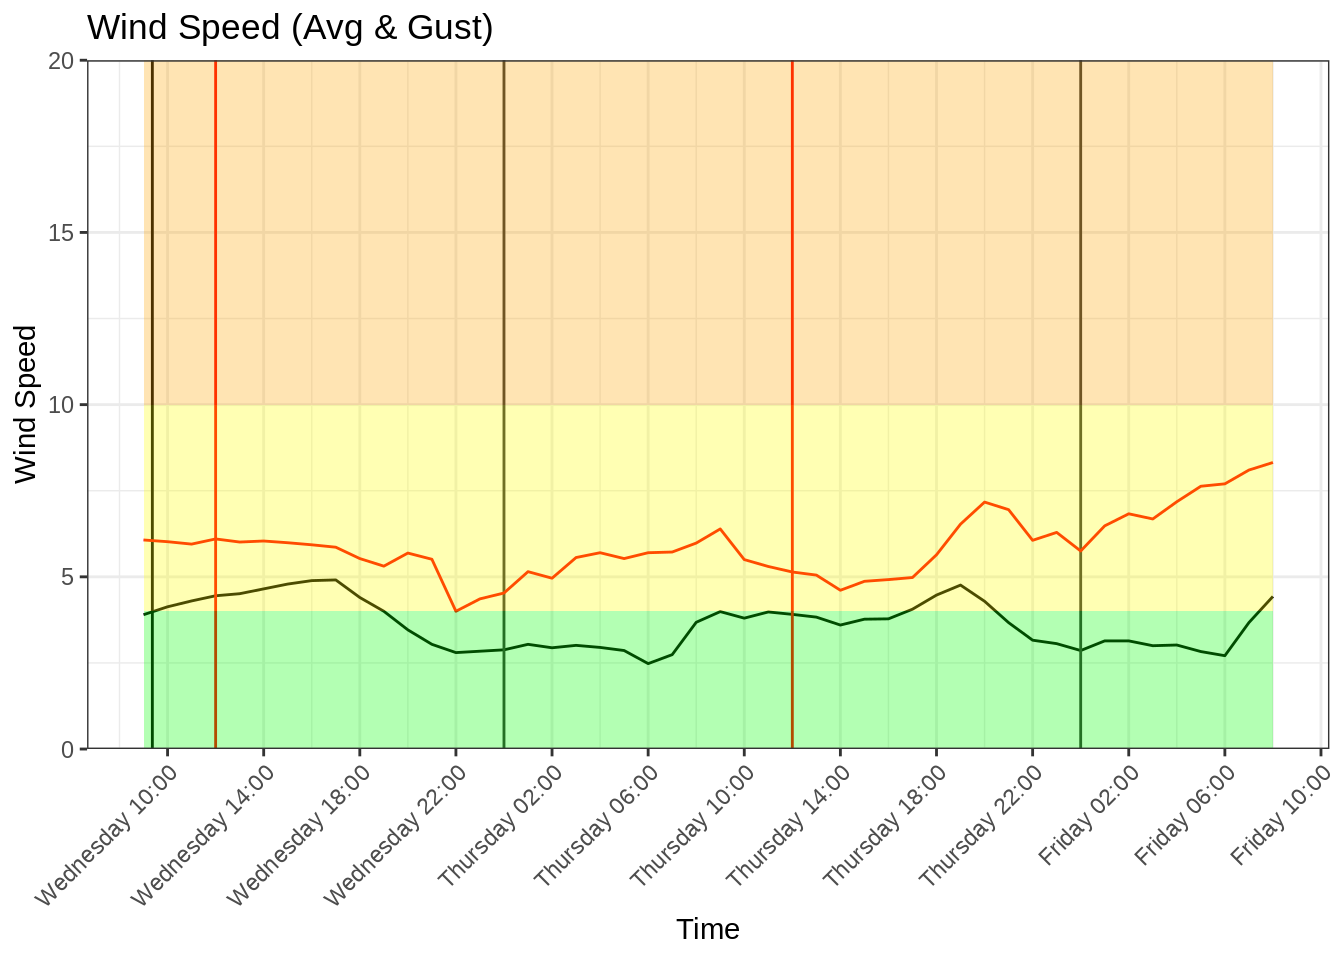 Wind Speed (Avg & Gust)
20
15
10
5
0
Wind Speed
Wednesday 10:00
Wednesday 14:00
Wednesday 18:00
Wednesday 22:00
Thursday 02:00
Thursday 06:00
Thursday 10:00
Thursday 14:00
Thursday 18:00
Thursday 22:00
Friday 02:00
Friday 06:00
Friday 10:00
Time